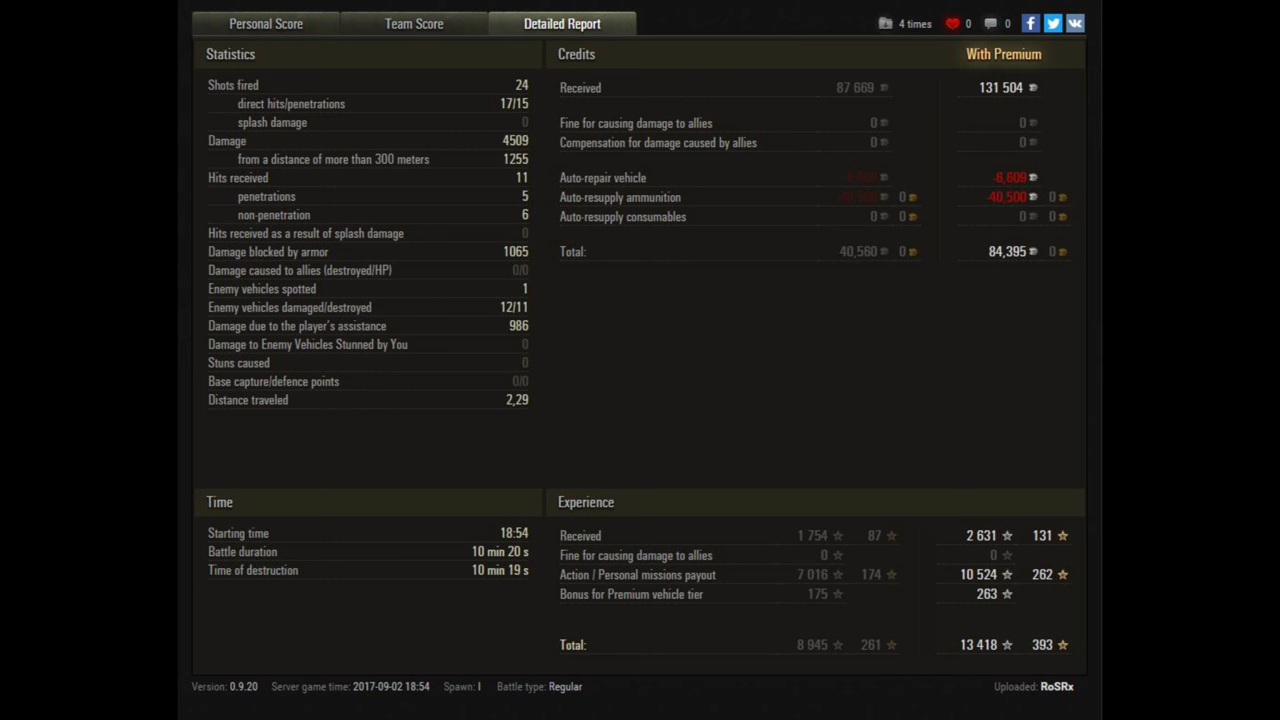 Personal Score Team Score Detailed Report 4 times 0 0
Statistics
Shots fired 24
direct hits/penetrations 17/15
splash damage 0
Damage 4509
from a distance of more than 300 meters 1255
Hits received 11
penetrations 5
non-penetration 6
Hits received as a result of splash damage 0
Damage blocked by armor 1065
Damage caused to allies (destroyed/HP) 0/0
Enemy vehicles spotted 1
Enemy vehicles damaged/destroyed 12/11
Damage due to the player's assistance 986
Damage to Enemy Vehicles Stunned by You 0
Stuns caused 0
Base capture/defence points 0/0
Distance traveled 2,29
Credits With Premium
Received 87 669 131 504
Fine for causing damage to allies 0 0
Compensation for damage caused by allies 0 0
Auto-repair vehicle -6,609
Auto-resupply ammunition 0 -40,500 0
Auto-resupply consumables 0 0 0 0
Total: 40,560 0 84,395 0
Time
Starting time 18:54
Battle duration 10 min 20 s
Time of destruction 10 min 19 s
Experience
Received 1 754 87 2 631 131
Fine for causing damage to allies 0 0
Action / Personal missions payout 7 016 174 10 524 262
Bonus for Premium vehicle tier 175 263
Total: 8 945 261 13 418 393
Version: 0.9.20 Server game time: 2017-09-02 18:54 Spawn: I Battle type: Regular Uploaded: RoSRx